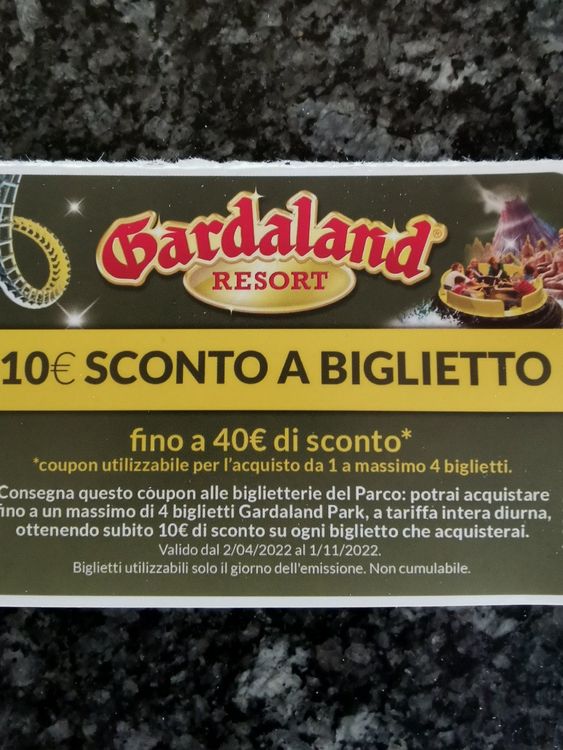 Gardaland®
RESORT
10€ SCONTO A BIGLIETTO
fino a 40€ di sconto*
*coupon utilizzabile per l'acquisto da 1 a massimo 4 biglietti.
Consegna questo coupon alle biglietterie del Parco: potrai acquistare
fino a un massimo di 4 biglietti Gardaland Park, a tariffa intera diurna,
ottenendo subito 10€ di sconto su ogni biglietto che acquisterai.
Valido dal 2/04/2022 al 1/11/2022.
Biglietti utilizzabili solo il giorno dell'emissione. Non cumulabile.